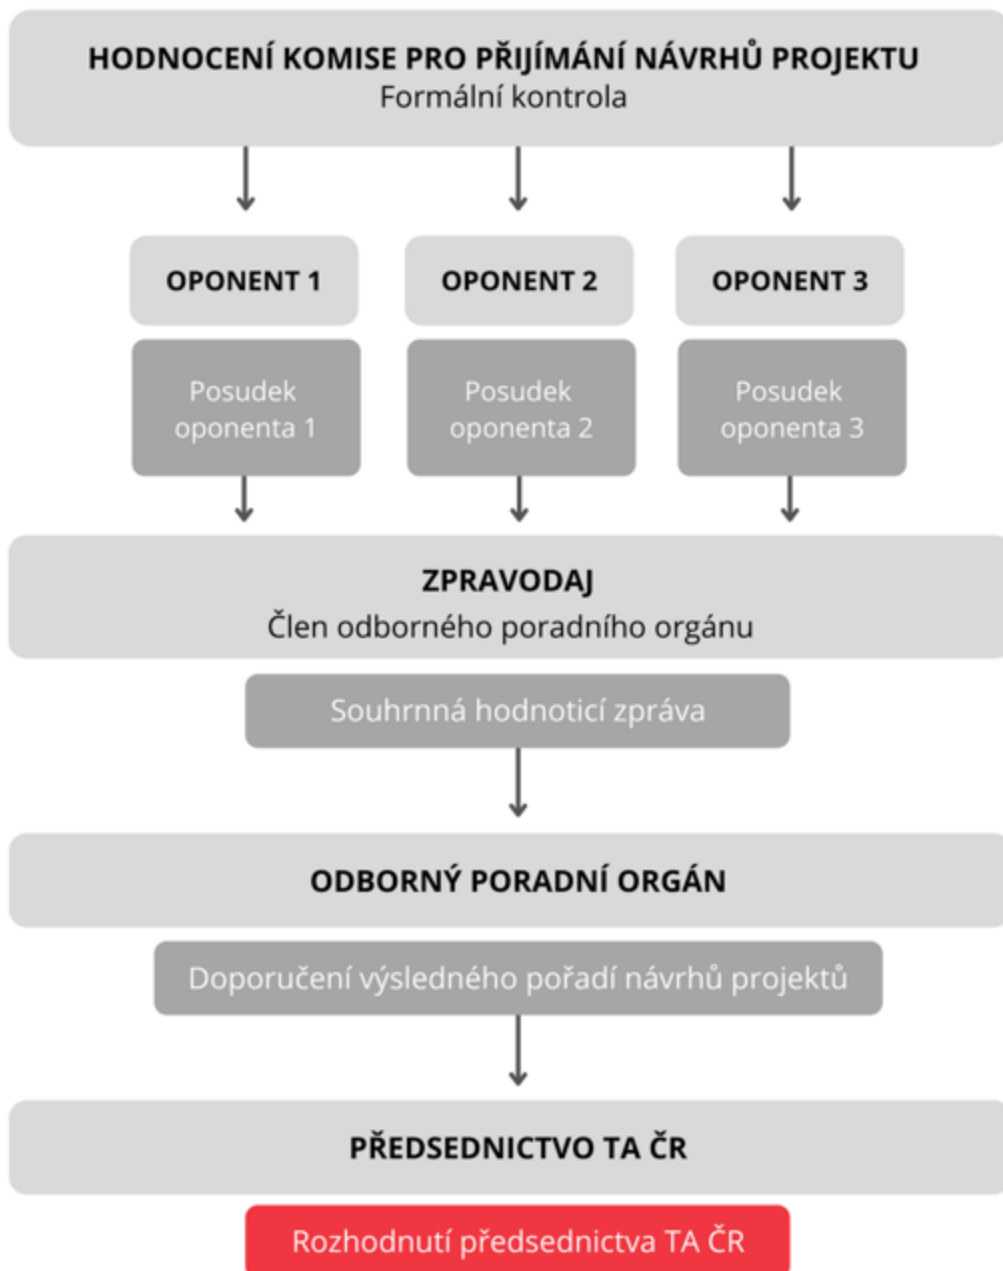 HODNOCENÍ KOMISE PRO PŘIJÍMÁNÍ NÁVRHŮ PROJEKTU
Formální kontrola
OPONENT 1
OPONENT 2
OPONENT 3
Posudek
oponenta 1
Posudek
oponenta 2
Posudek
oponenta 3
ZPRAVODAJ
Člen odborného poradního orgánu
Souhrnná hodnoticí zpráva
ODBORNÝ PORADNÍ ORGÁN
Doporučení výsledného pořadí návrhů projektů
PŘEDSEDNICTVO TA ČR
Rozhodnutí předsednictva TA ČR